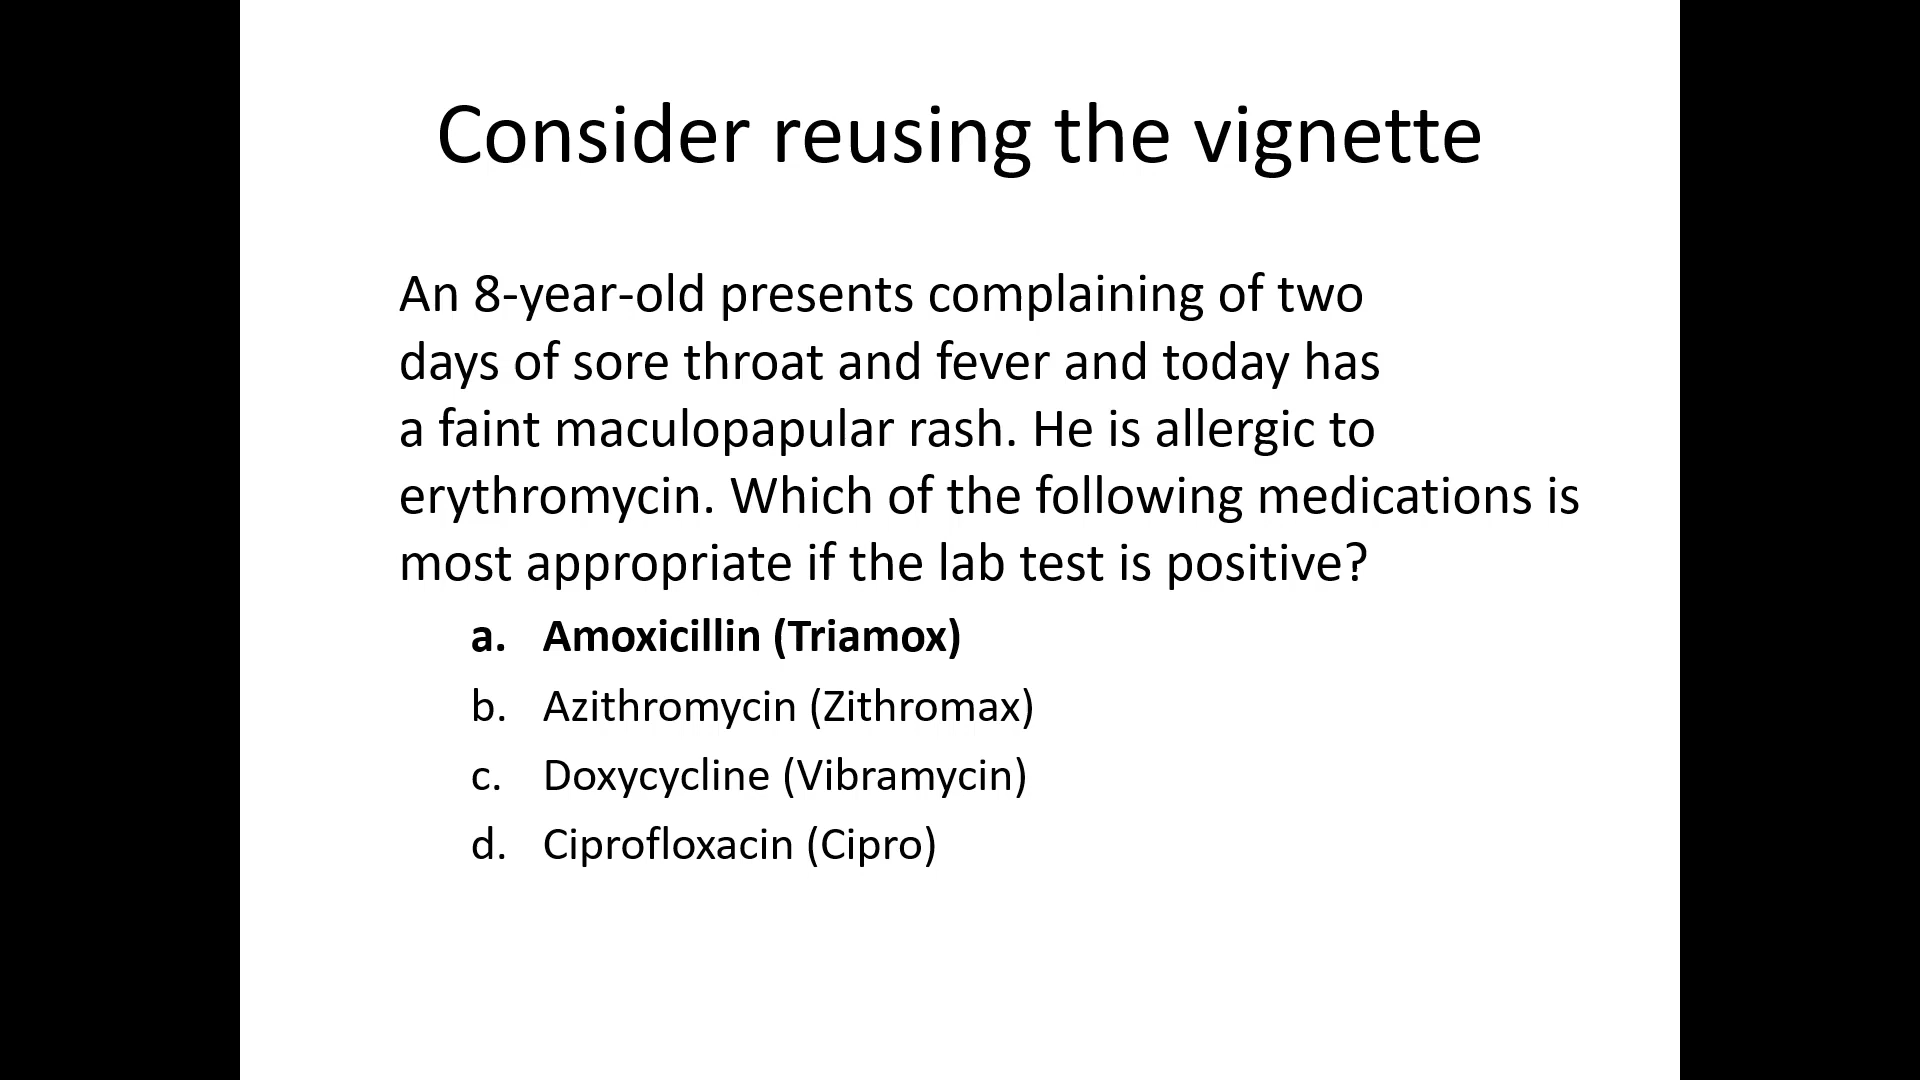 Consider reusing the vignette
An 8-year-old presents complaining of two
days of sore throat and fever and today has
a faint maculopapular rash. He is allergic to
erythromycin. Which of the following medications is
most appropriate if the lab test is positive?
a. Amoxicillin (Triamox)
b. Azithromycin (Zithromax)
c. Doxycycline (Vibramycin)
d. Ciprofloxacin (Cipro)